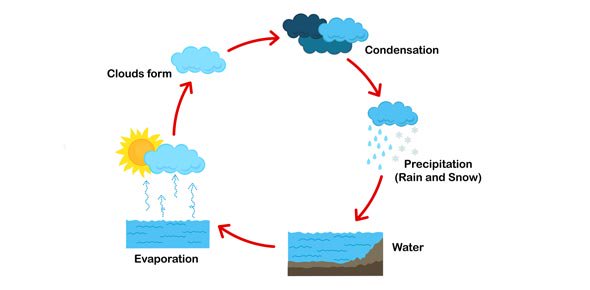 Condensation
Clouds form
Precipitation
(Rain and Snow)
Water
Evaporation